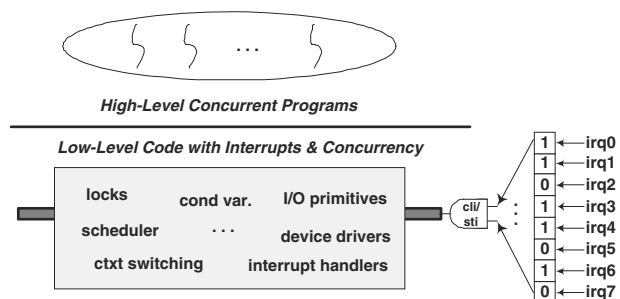 ...
High-Level Concurrent Programs
Low-Level Code with Interrupts & Concurrency
locks
cond var.
I/O primitives
scheduler
...
device drivers
ctxt switching
interrupt handlers
cli/
sti
1 irq0
1 irq1
0 irq2
1 irq3
1 irq4
0 irq5
1 irq6
0 irq7